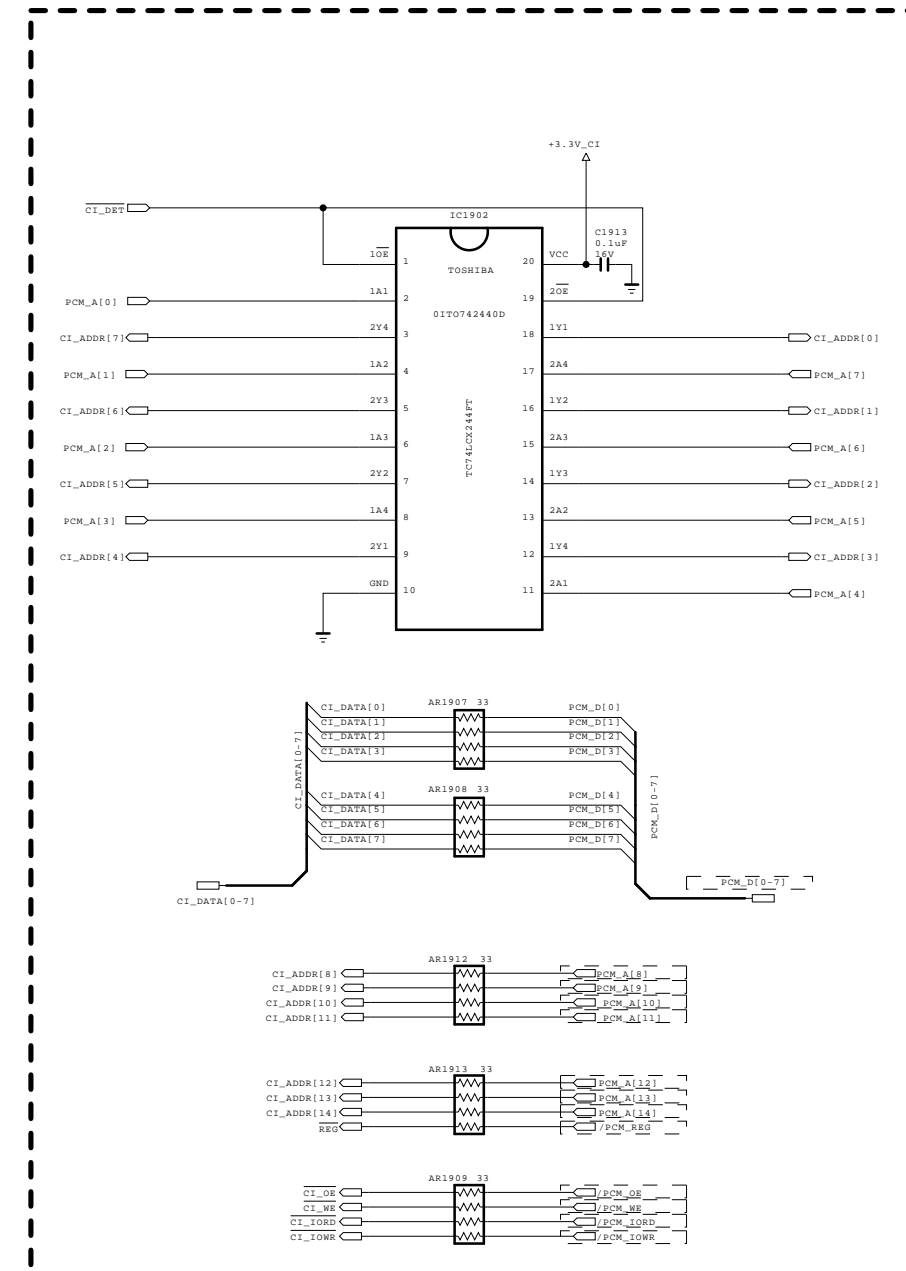 +3.3V_CI
CI_DET
IC1902
C1913
0.1uF
16V
1OE 1 TOSHIBA 20 VCC
PCM_A[0] 1A1 2 19 2OE
0ITO742440D
CI_ADDR[7] 2Y4 3 18 1Y1 CI_ADDR[0]
PCM_A[1] 1A2 4 17 2A4 PCM_A[7]
CI_ADDR[6] 2Y3 5 16 1Y2 CI_ADDR[1]
TC74LCX244FT
PCM_A[2] 1A3 6 15 2A3 PCM_A[6]
CI_ADDR[5] 2Y2 7 14 1Y3 CI_ADDR[2]
PCM_A[3] 1A4 8 13 2A2 PCM_A[5]
CI_ADDR[4] 2Y1 9 12 1Y4 CI_ADDR[3]
GND 10 11 2A1 PCM_A[4]
AR1907 33
CI_DATA[0] PCM_D[0]
CI_DATA[1] PCM_D[1]
CI_DATA[2] PCM_D[2]
CI_DATA[3] PCM_D[3]
CI_DATA[0-7]
PCM_D[0-7]
AR1908 33
CI_DATA[4] PCM_D[4]
CI_DATA[5] PCM_D[5]
CI_DATA[6] PCM_D[6]
CI_DATA[7] PCM_D[7]
PCM_D[0-7]
CI_DATA[0-7]
AR1912 33
CI_ADDR[8] PCM_A[8]
CI_ADDR[9] PCM_A[9]
CI_ADDR[10] PCM_A[10]
CI_ADDR[11] PCM_A[11]
AR1913 33
CI_ADDR[12] PCM_A[12]
CI_ADDR[13] PCM_A[13]
CI_ADDR[14] PCM_A[14]
REG /PCM_REG
AR1909 33
CI_OE /PCM_OE
CI_WE /PCM_WE
CI_IORD /PCM_IORD
CI_IOWR /PCM_IOWR